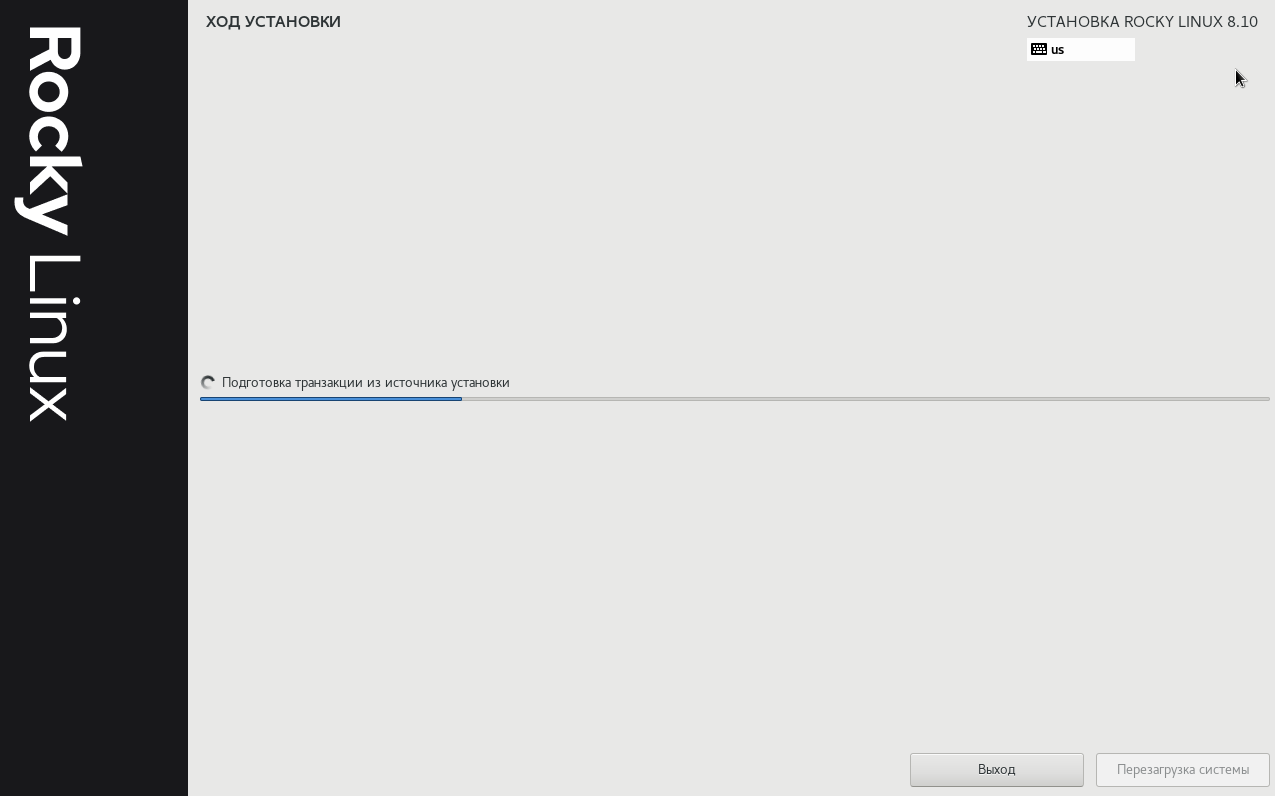 Rocky Linux
ХОД УСТАНОВКИ
УСТАНОВКА ROCKY LINUX 8.10
us
Подготовка транзакции из источника установки
Выход
Перезагрузка системы